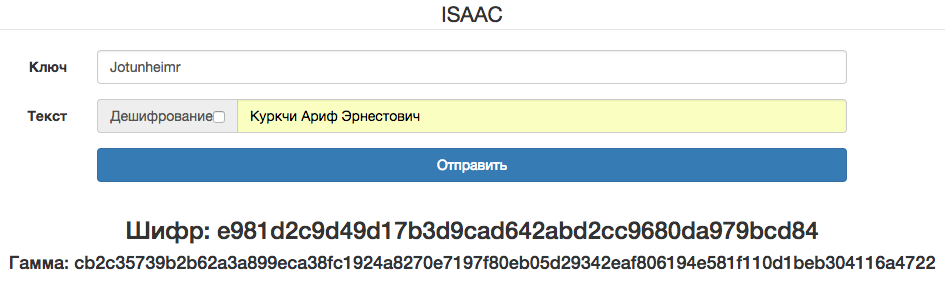 ISAAC
Ключ Jotunheimr
Текст Дешифрование Куркчи Ариф Эрнестович
Отправить
Шифр: e981d2c9d49d17b3d9cad642abd2cc9680da979bcd84
Гамма: cb2c35739b2b62a3a899eca38fc1924a8270e7197f80eb05d29342eaf806194e581f110d1beb304116a4722